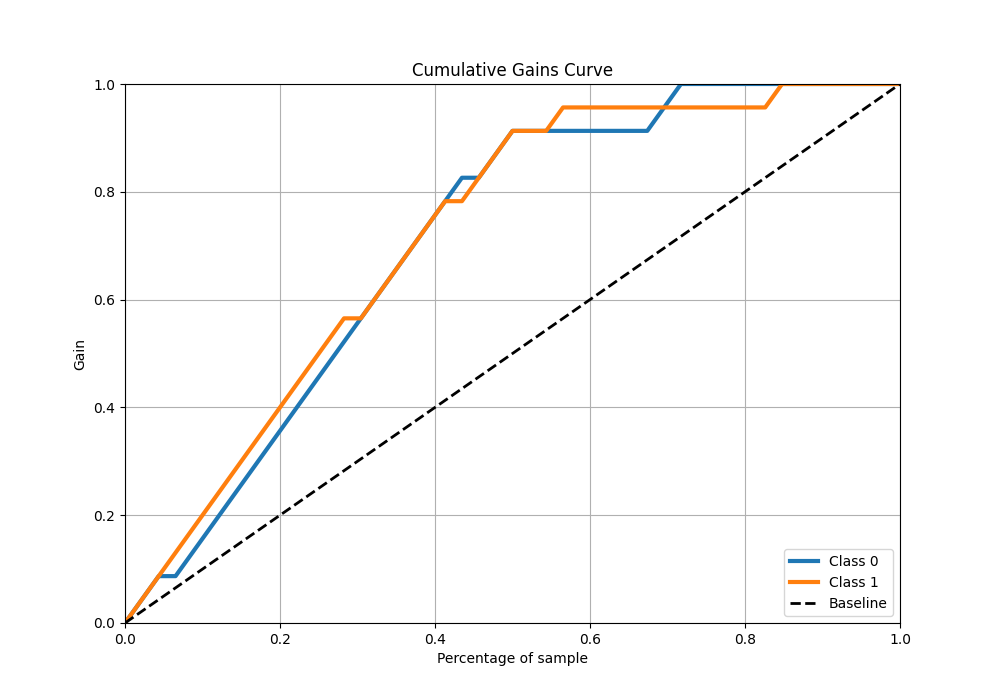 Cumulative Gains Curve
1.0
0.8
0.6
0.4
0.2
0.0
Gain
0.0 0.2 0.4 0.6 0.8 1.0
Percentage of sample
Class 0
Class 1
Baseline